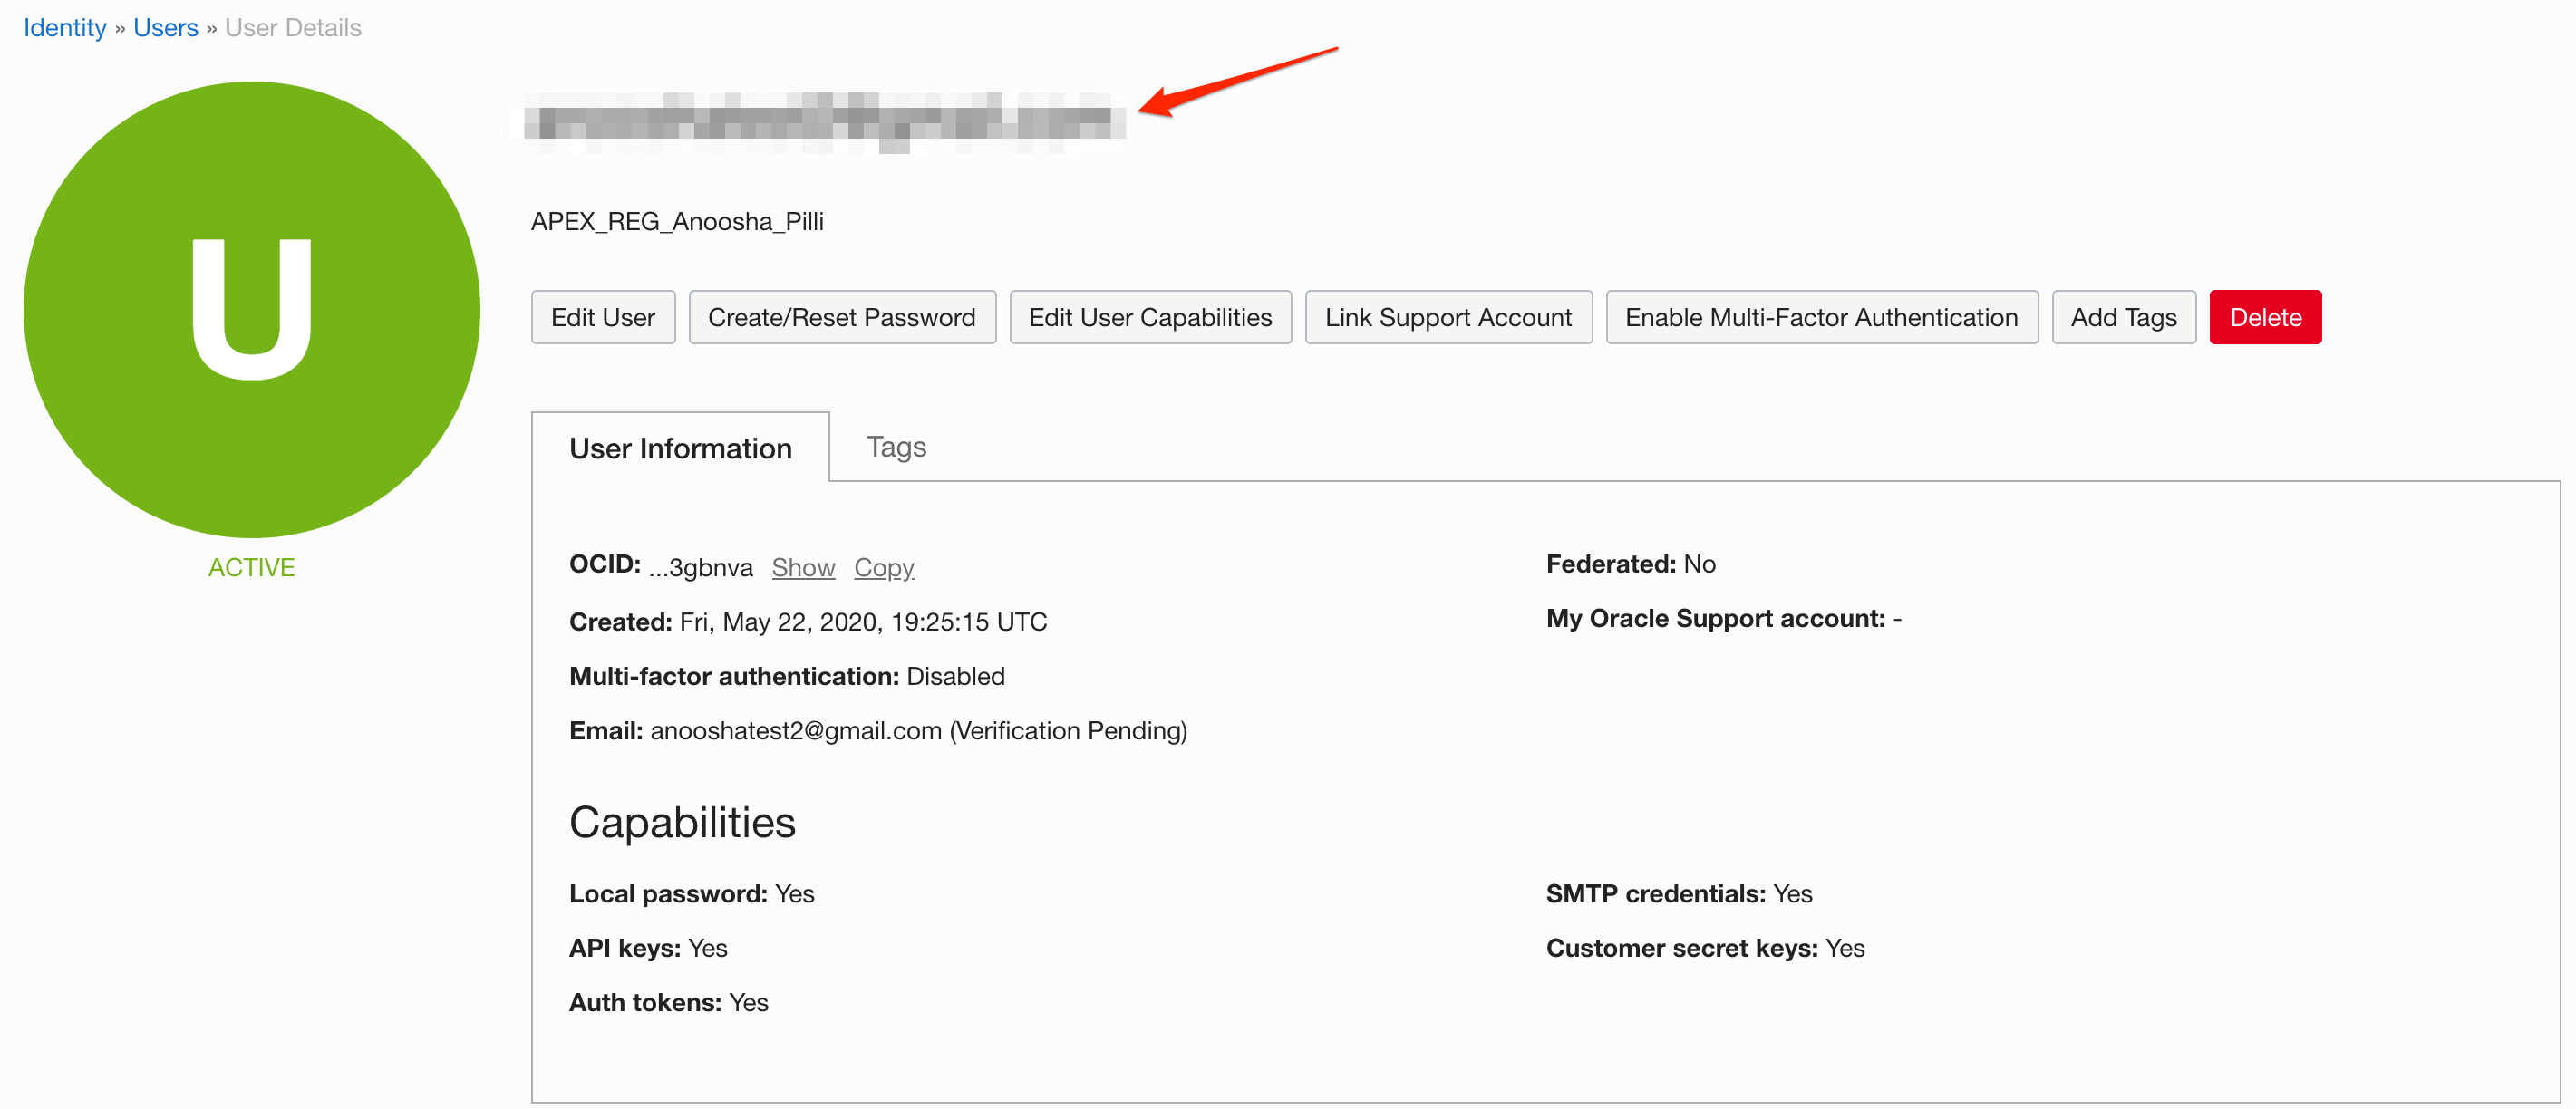 Identity » Users » User Details
U
ACTIVE
APEX_REG_Anoosha_Pilli
Edit User Create/Reset Password Edit User Capabilities Link Support Account Enable Multi-Factor Authentication Add Tags Delete
User Information Tags
OCID: ...3gbnva Show Copy
Federated: No
Created: Fri, May 22, 2020, 19:25:15 UTC
My Oracle Support account: -
Multi-factor authentication: Disabled
Email: anooshatest2@gmail.com (Verification Pending)
Capabilities
Local password: Yes
SMTP credentials: Yes
API keys: Yes
Customer secret keys: Yes
Auth tokens: Yes